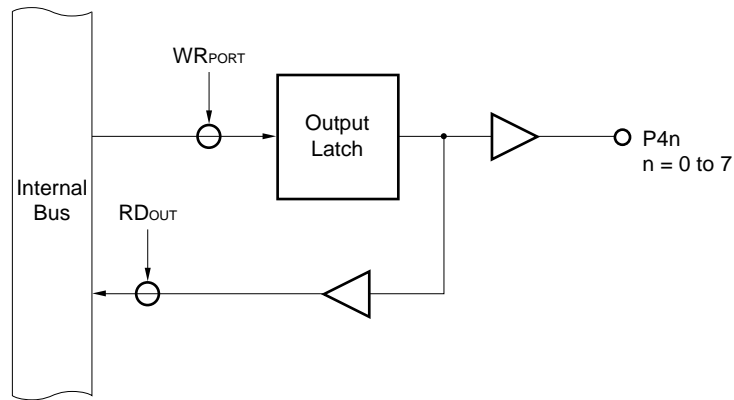 WRPORT
Output
Latch
P4n
n = 0 to 7
Internal
Bus
RDOUT